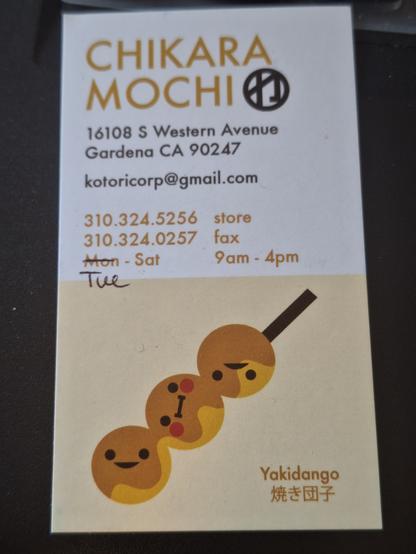 CHIKARA
MOCHI
16108 S Western Avenue
Gardena CA 90247
kotoricorp@gmail.com
310.324.5256 store
310.324.0257 fax
Mon - Sat 9am - 4pm
Tue
Yakidango
焼き団子